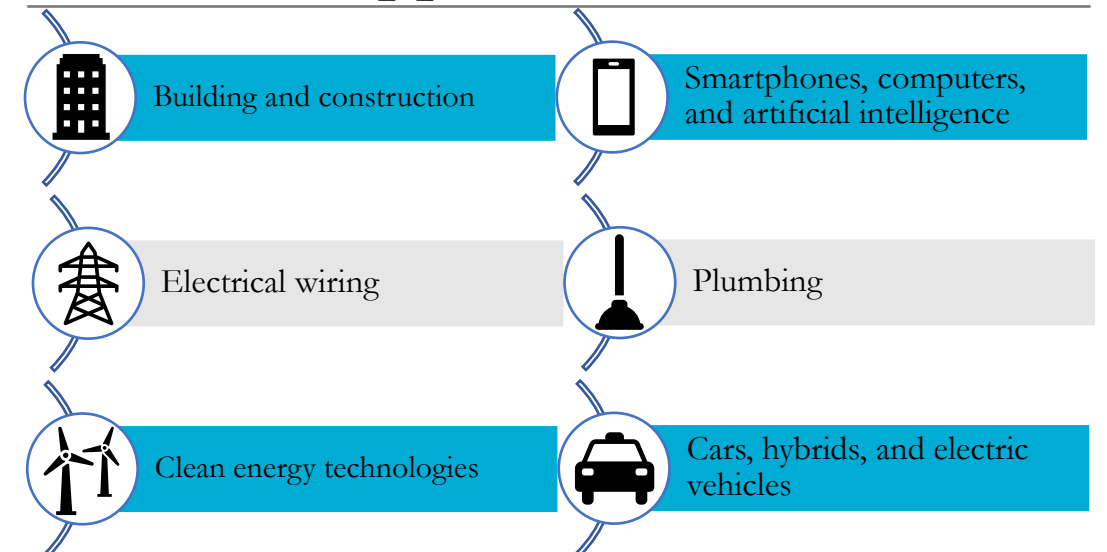 Building and construction
Smartphones, computers,
and artificial intelligence
Electrical wiring
Plumbing
Clean energy technologies
Cars, hybrids, and electric
vehicles